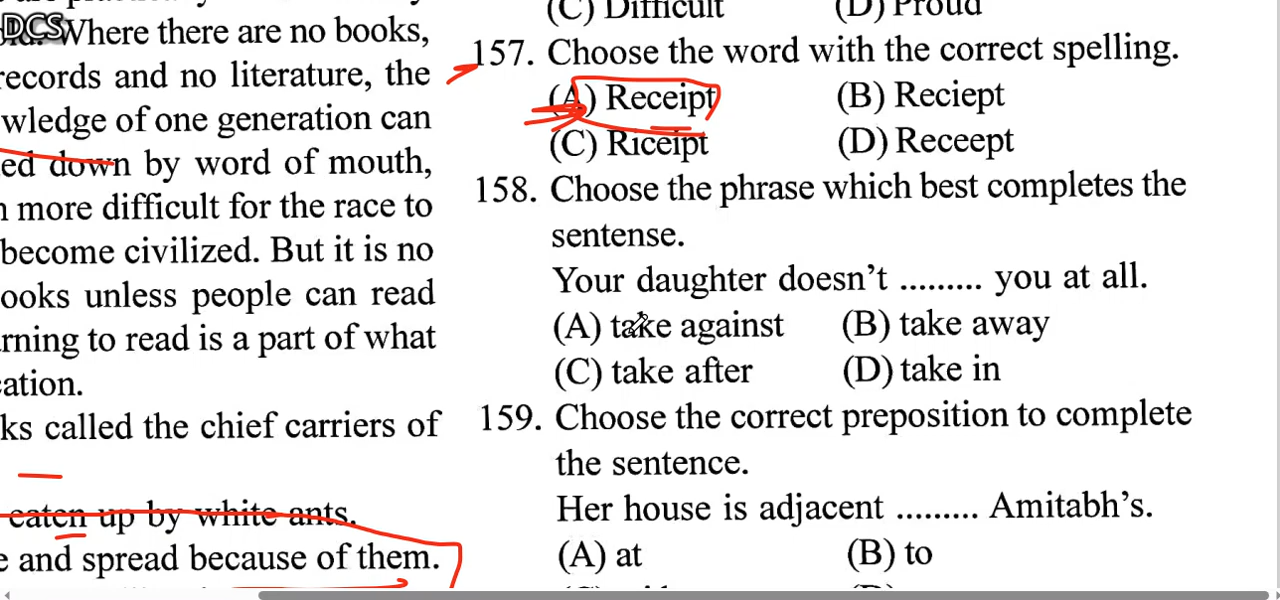 DCS
Where there are no books,
records and no literature, the
wledge of one generation can
ed down by word of mouth,
more difficult for the race to
become civilized. But it is no
ooks unless people can read
rning to read is a part of what
cation.
ks called the chief carriers of
eaten up by white ants.
e and spread because of them.
(C) Difficult (D) Proud
157. Choose the word with the correct spelling.
(A) Receipt (B) Reciept
(C) Riceipt (D) Receept
158. Choose the phrase which best completes the
sentense.
Your daughter doesn't ......... you at all.
(A) take against (B) take away
(C) take after (D) take in
159. Choose the correct preposition to complete
the sentence.
Her house is adjacent ......... Amitabh's.
(A) at (B) to